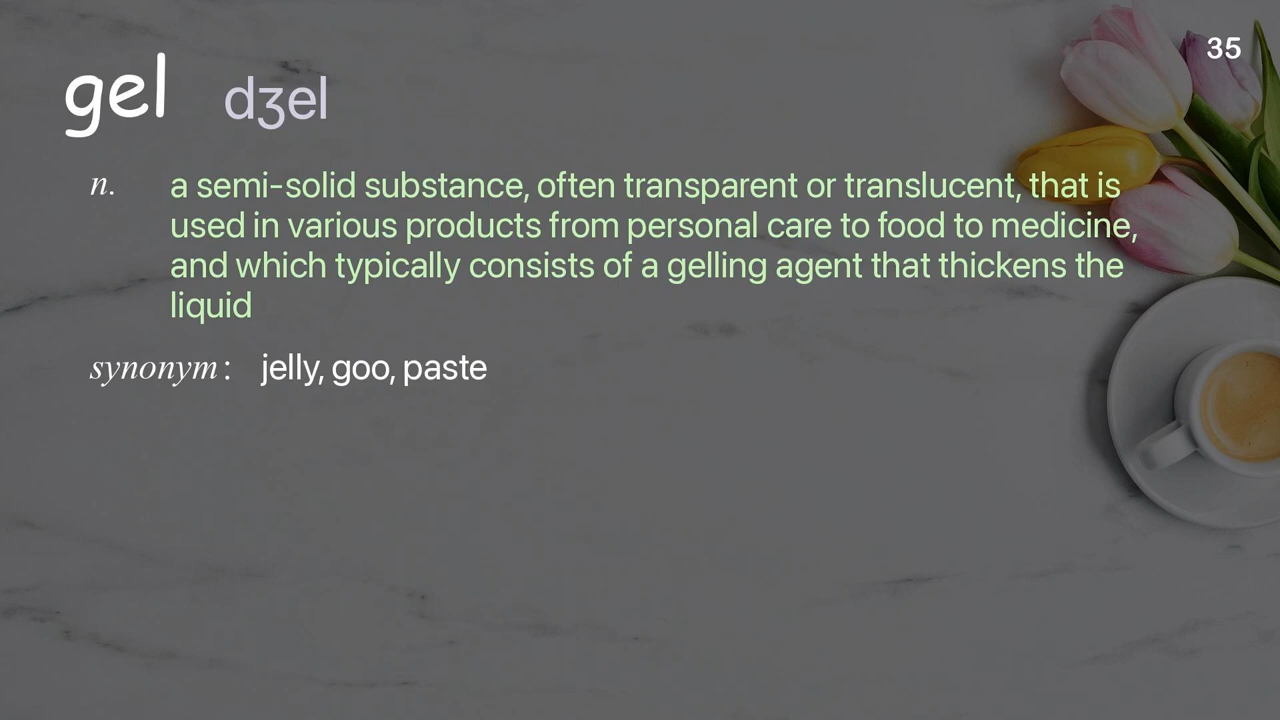 35
gel dʒel
n. a semi-solid substance, often transparent or translucent, that is
used in various products from personal care to food to medicine,
and which typically consists of a gelling agent that thickens the
liquid
synonym: jelly, goo, paste